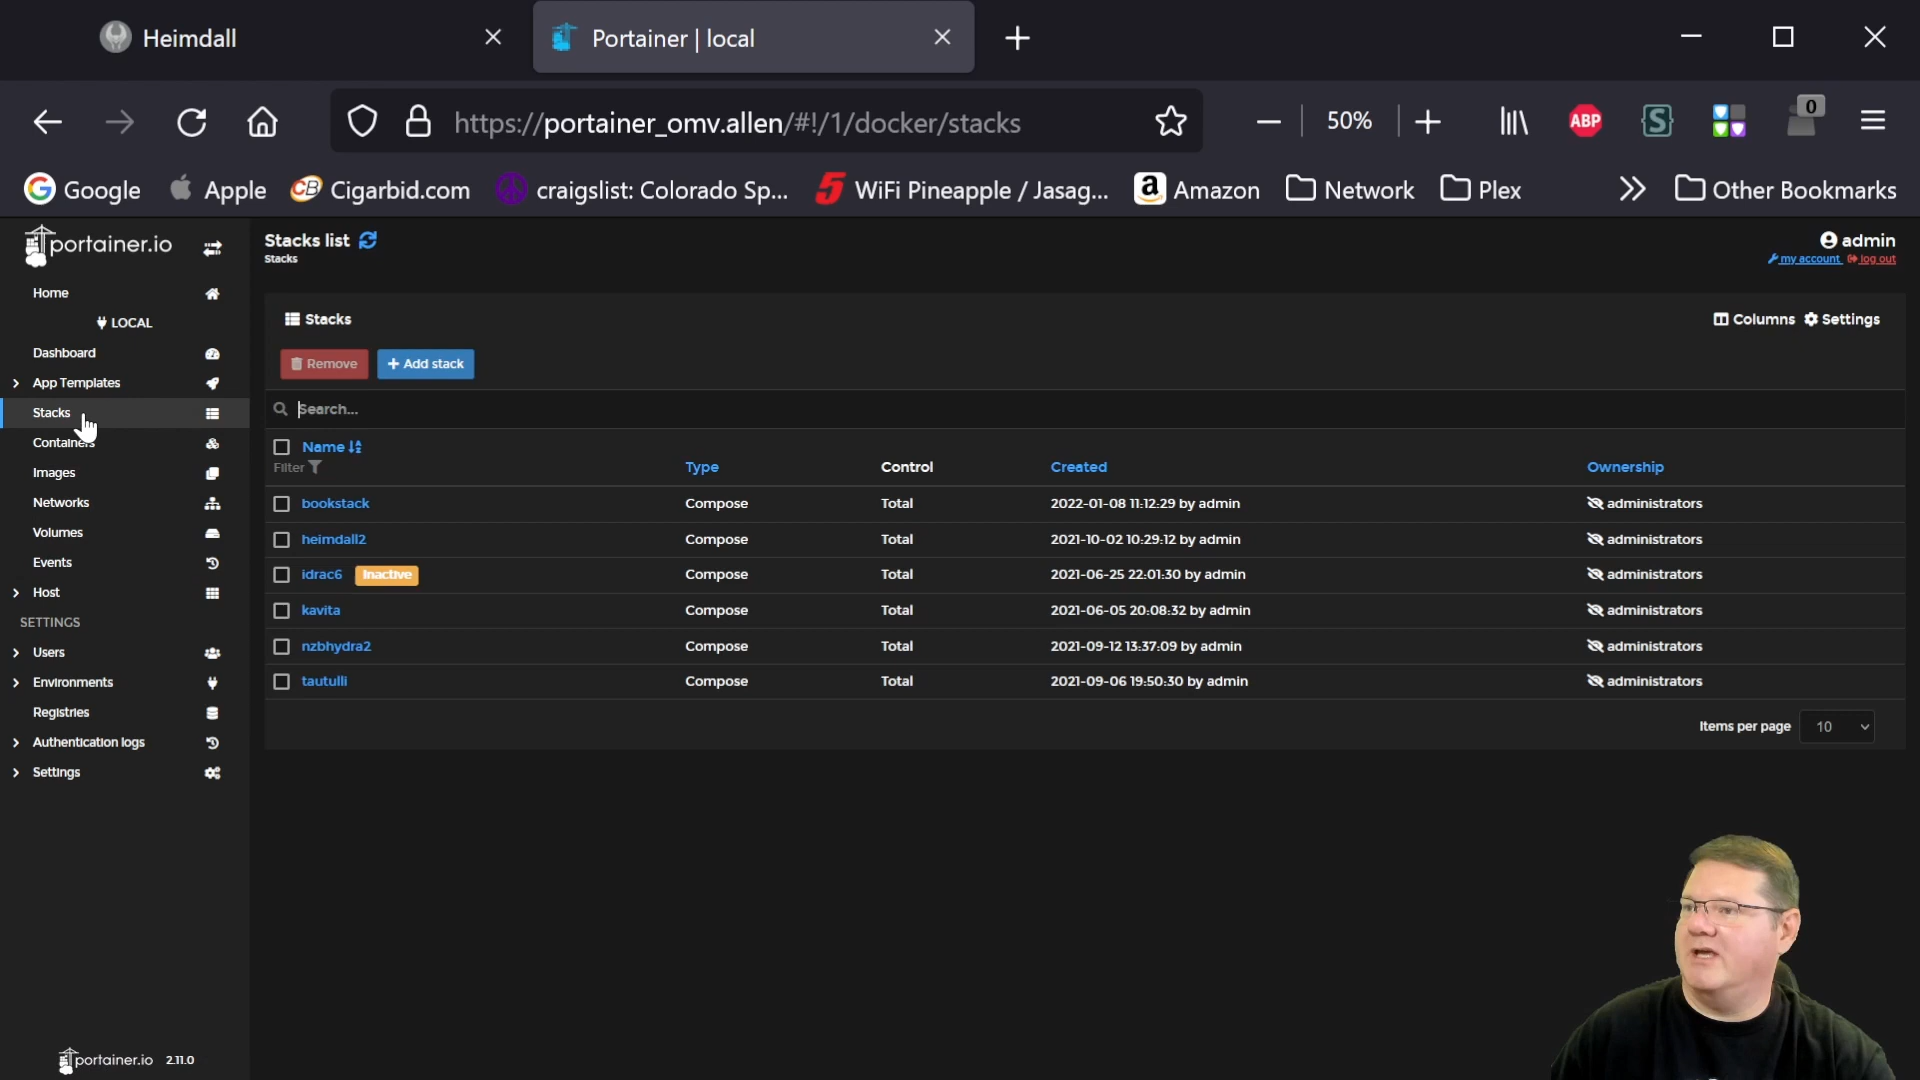 Heimdall
Portainer | local
https://portainer_omv.allen/#!/1/docker/stacks
50%
ABP
S
0
Google
Apple
CB Cigarbid.com
craigslist: Colorado Sp...
5 WiFi Pineapple / Jasag...
a Amazon
Network
Plex
Other Bookmarks
portainer.io
Home
LOCAL
Dashboard
App Templates
Stacks
Containers
Images
Networks
Volumes
Events
Host
SETTINGS
Users
Environments
Registries
Authentication logs
Settings
portainer.io 2.11.0
Stacks list
Stacks
admin
my account log out
Stacks
Columns Settings
Remove + Add stack
Search...
Name
Filter Type Control Created Ownership
bookstack Compose Total 2022-01-08 11:12:29 by admin administrators
heimdall2 Compose Total 2021-10-02 10:29:12 by admin administrators
idrac6 Inactive Compose Total 2021-06-25 22:01:30 by admin administrators
kavita Compose Total 2021-06-05 20:08:32 by admin administrators
nzbhydra2 Compose Total 2021-09-12 13:37:09 by admin administrators
tautulli Compose Total 2021-09-06 19:50:30 by admin administrators
Items per page 10